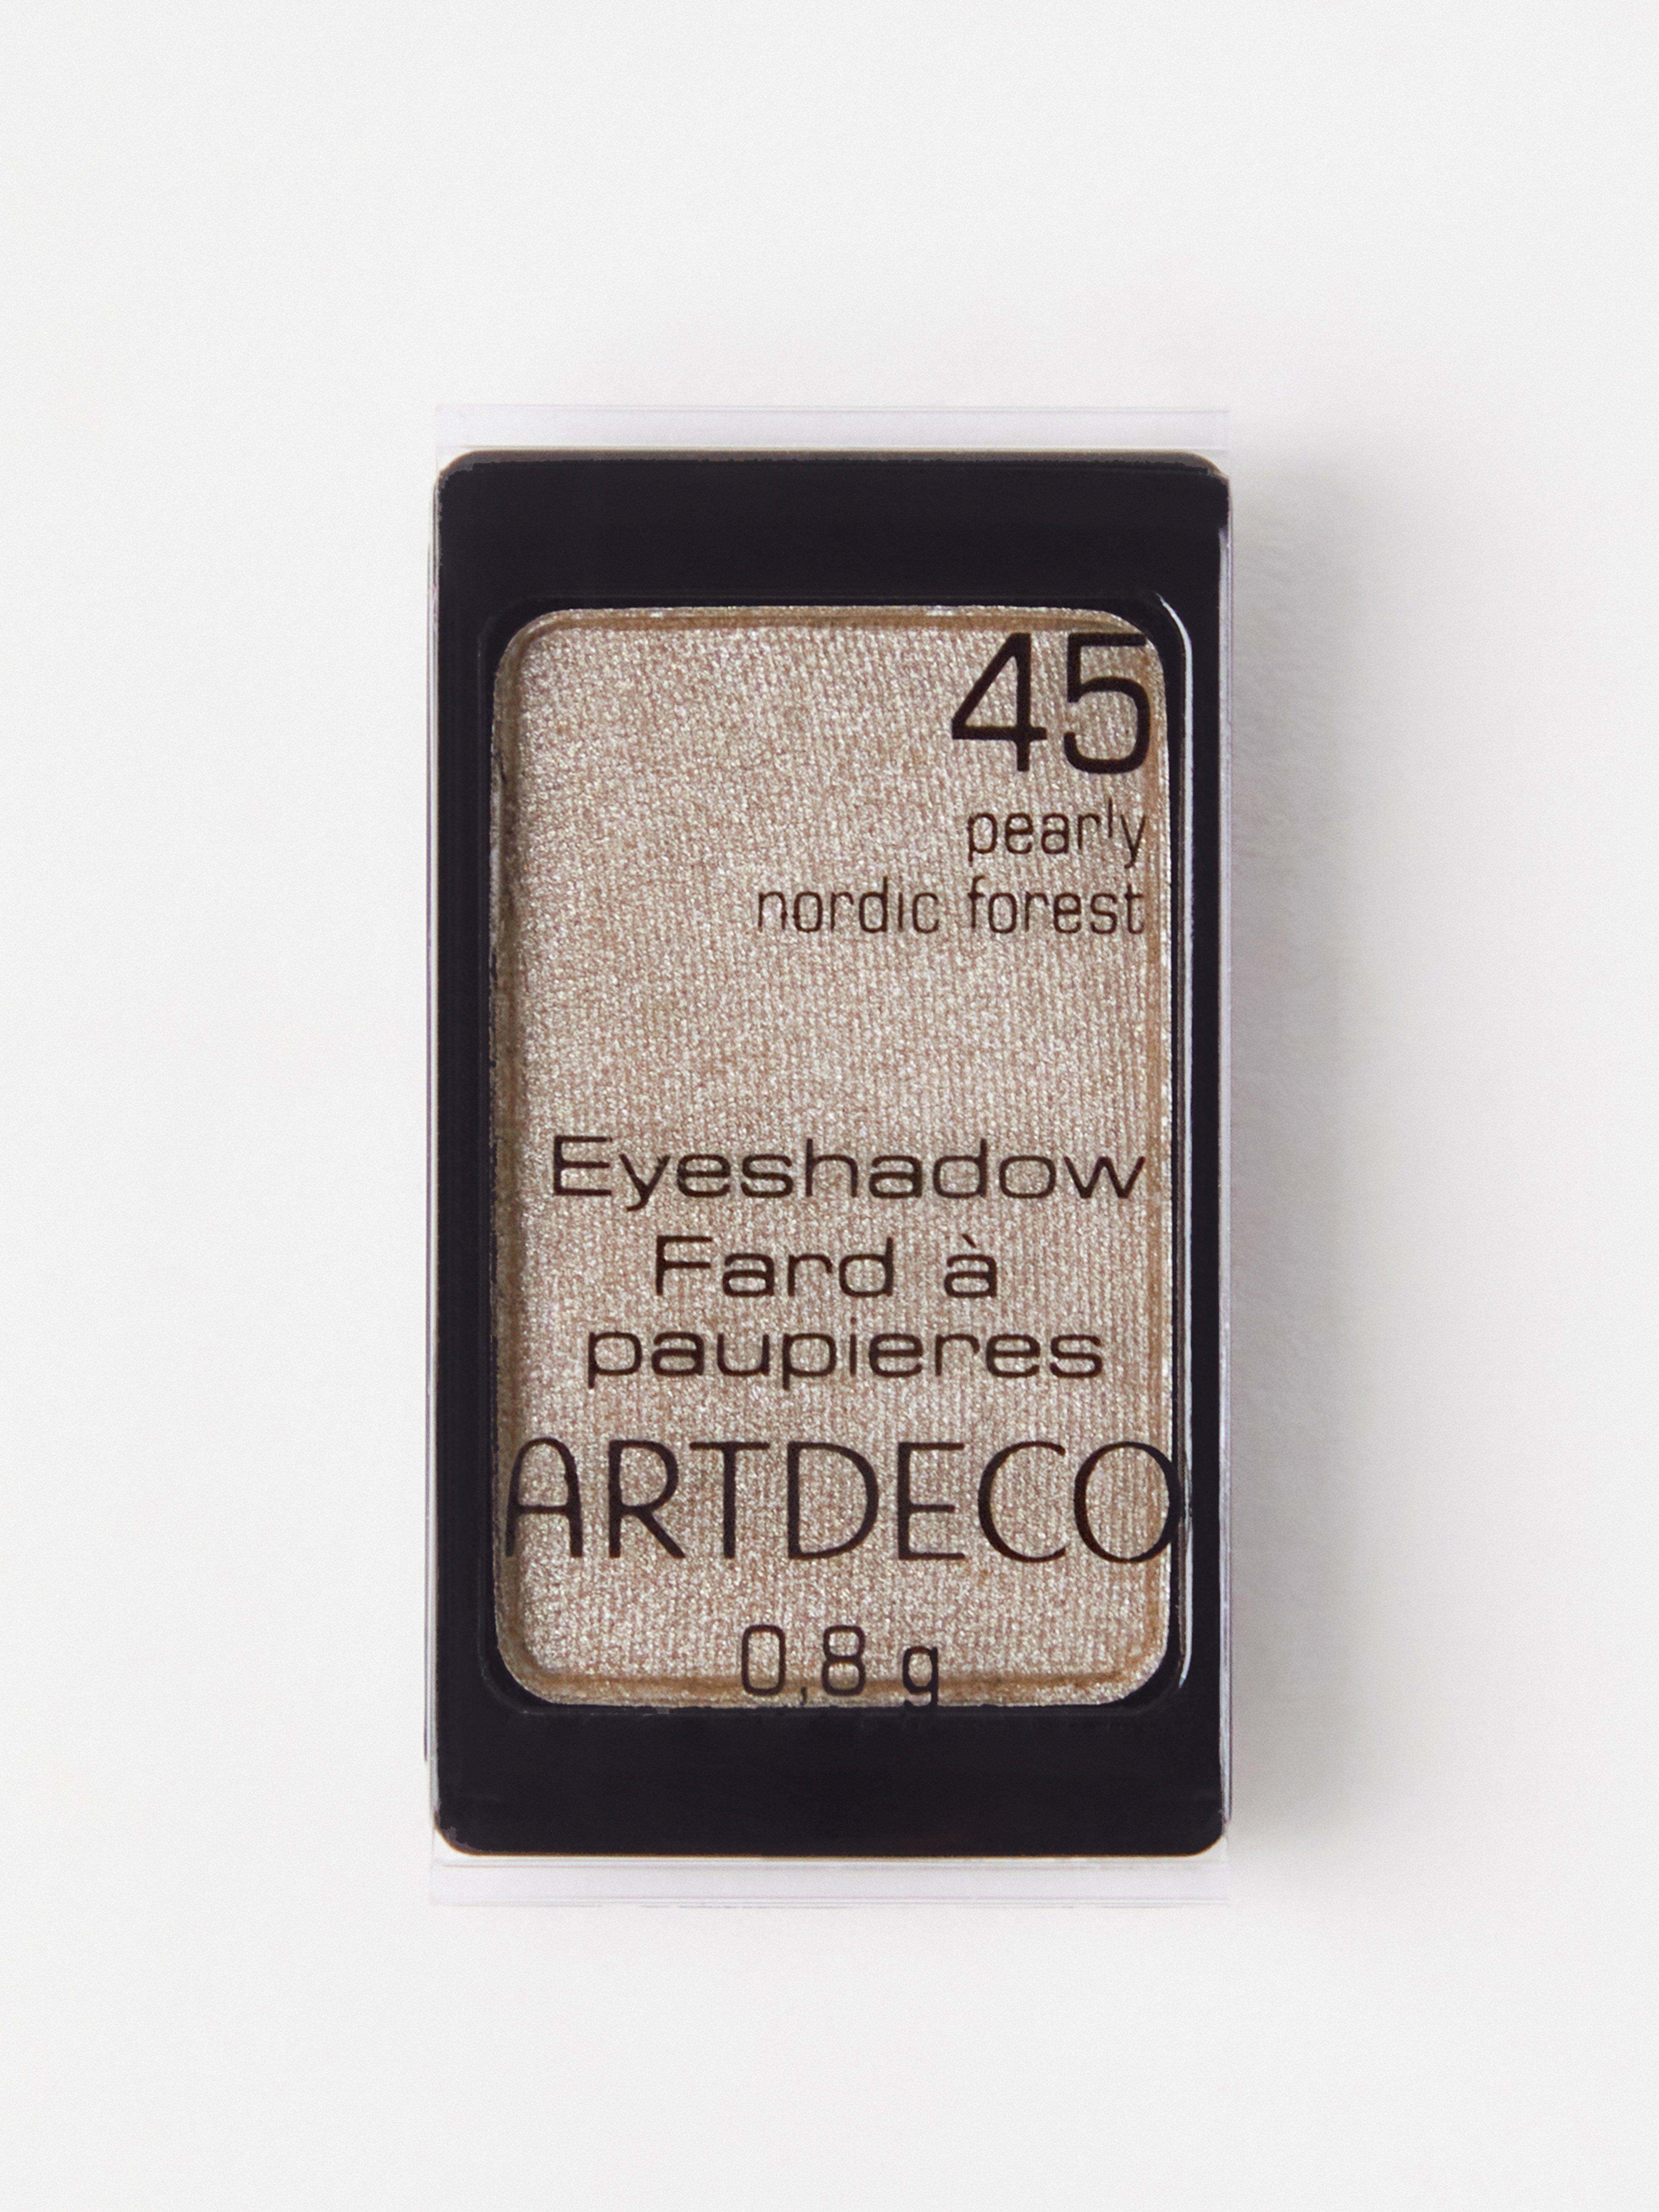 45
pearly
nordic forest
Eyeshadow
Fard à
paupieres
ARTDECO
0,8 g